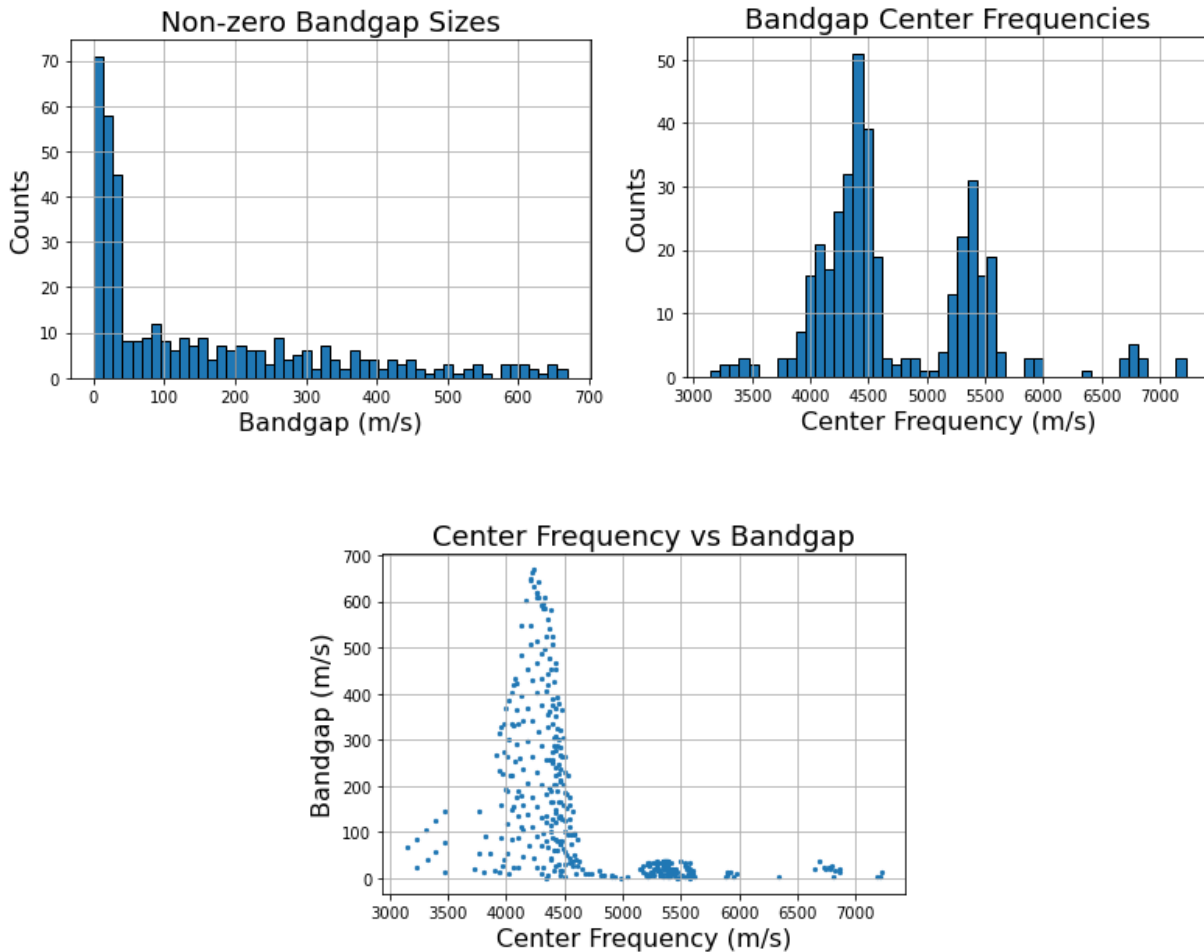 Non-zero Bandgap Sizes
70
60
50
40
30
20
10
0
Counts
0 100 200 300 400 500 600 700
Bandgap (m/s)
Bandgap Center Frequencies
50
40
30
20
10
0
Counts
3000 3500 4000 4500 5000 5500 6000 6500 7000
Center Frequency (m/s)
Center Frequency vs Bandgap
700
600
500
400
300
200
100
0
Bandgap (m/s)
3000 3500 4000 4500 5000 5500 6000 6500 7000
Center Frequency (m/s)